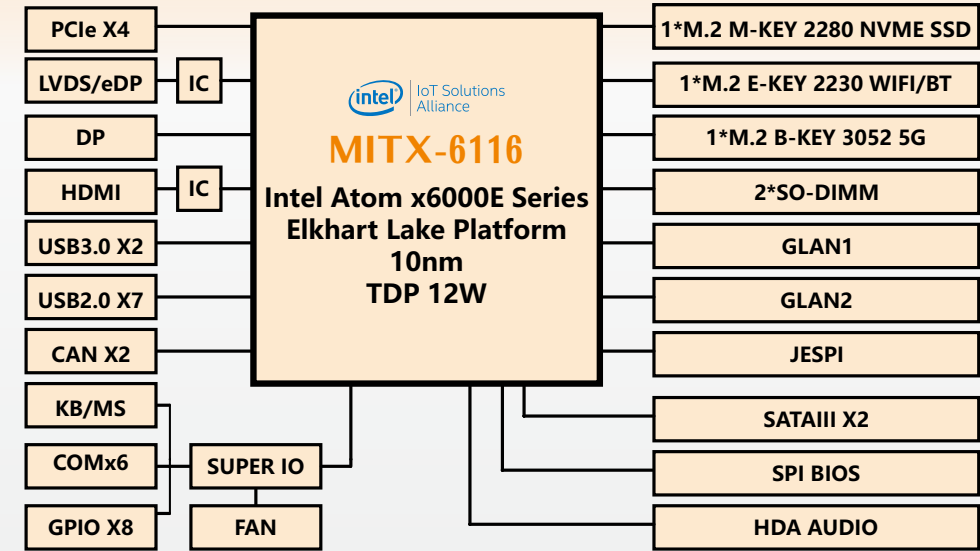 PCIe X4
LVDS/eDP
IC
DP
HDMI
IC
USB3.0 X2
USB2.0 X7
CAN X2
KB/MS
COMx6
GPIO X8
SUPER IO
FAN
intel
IoT Solutions
Alliance
MITX-6116
Intel Atom x6000E Series
Elkhart Lake Platform
10nm
TDP 12W
1*M.2 M-KEY 2280 NVME SSD
1*M.2 E-KEY 2230 WIFI/BT
1*M.2 B-KEY 3052 5G
2*SO-DIMM
GLAN1
GLAN2
JESPI
SATAIII X2
SPI BIOS
HDA AUDIO